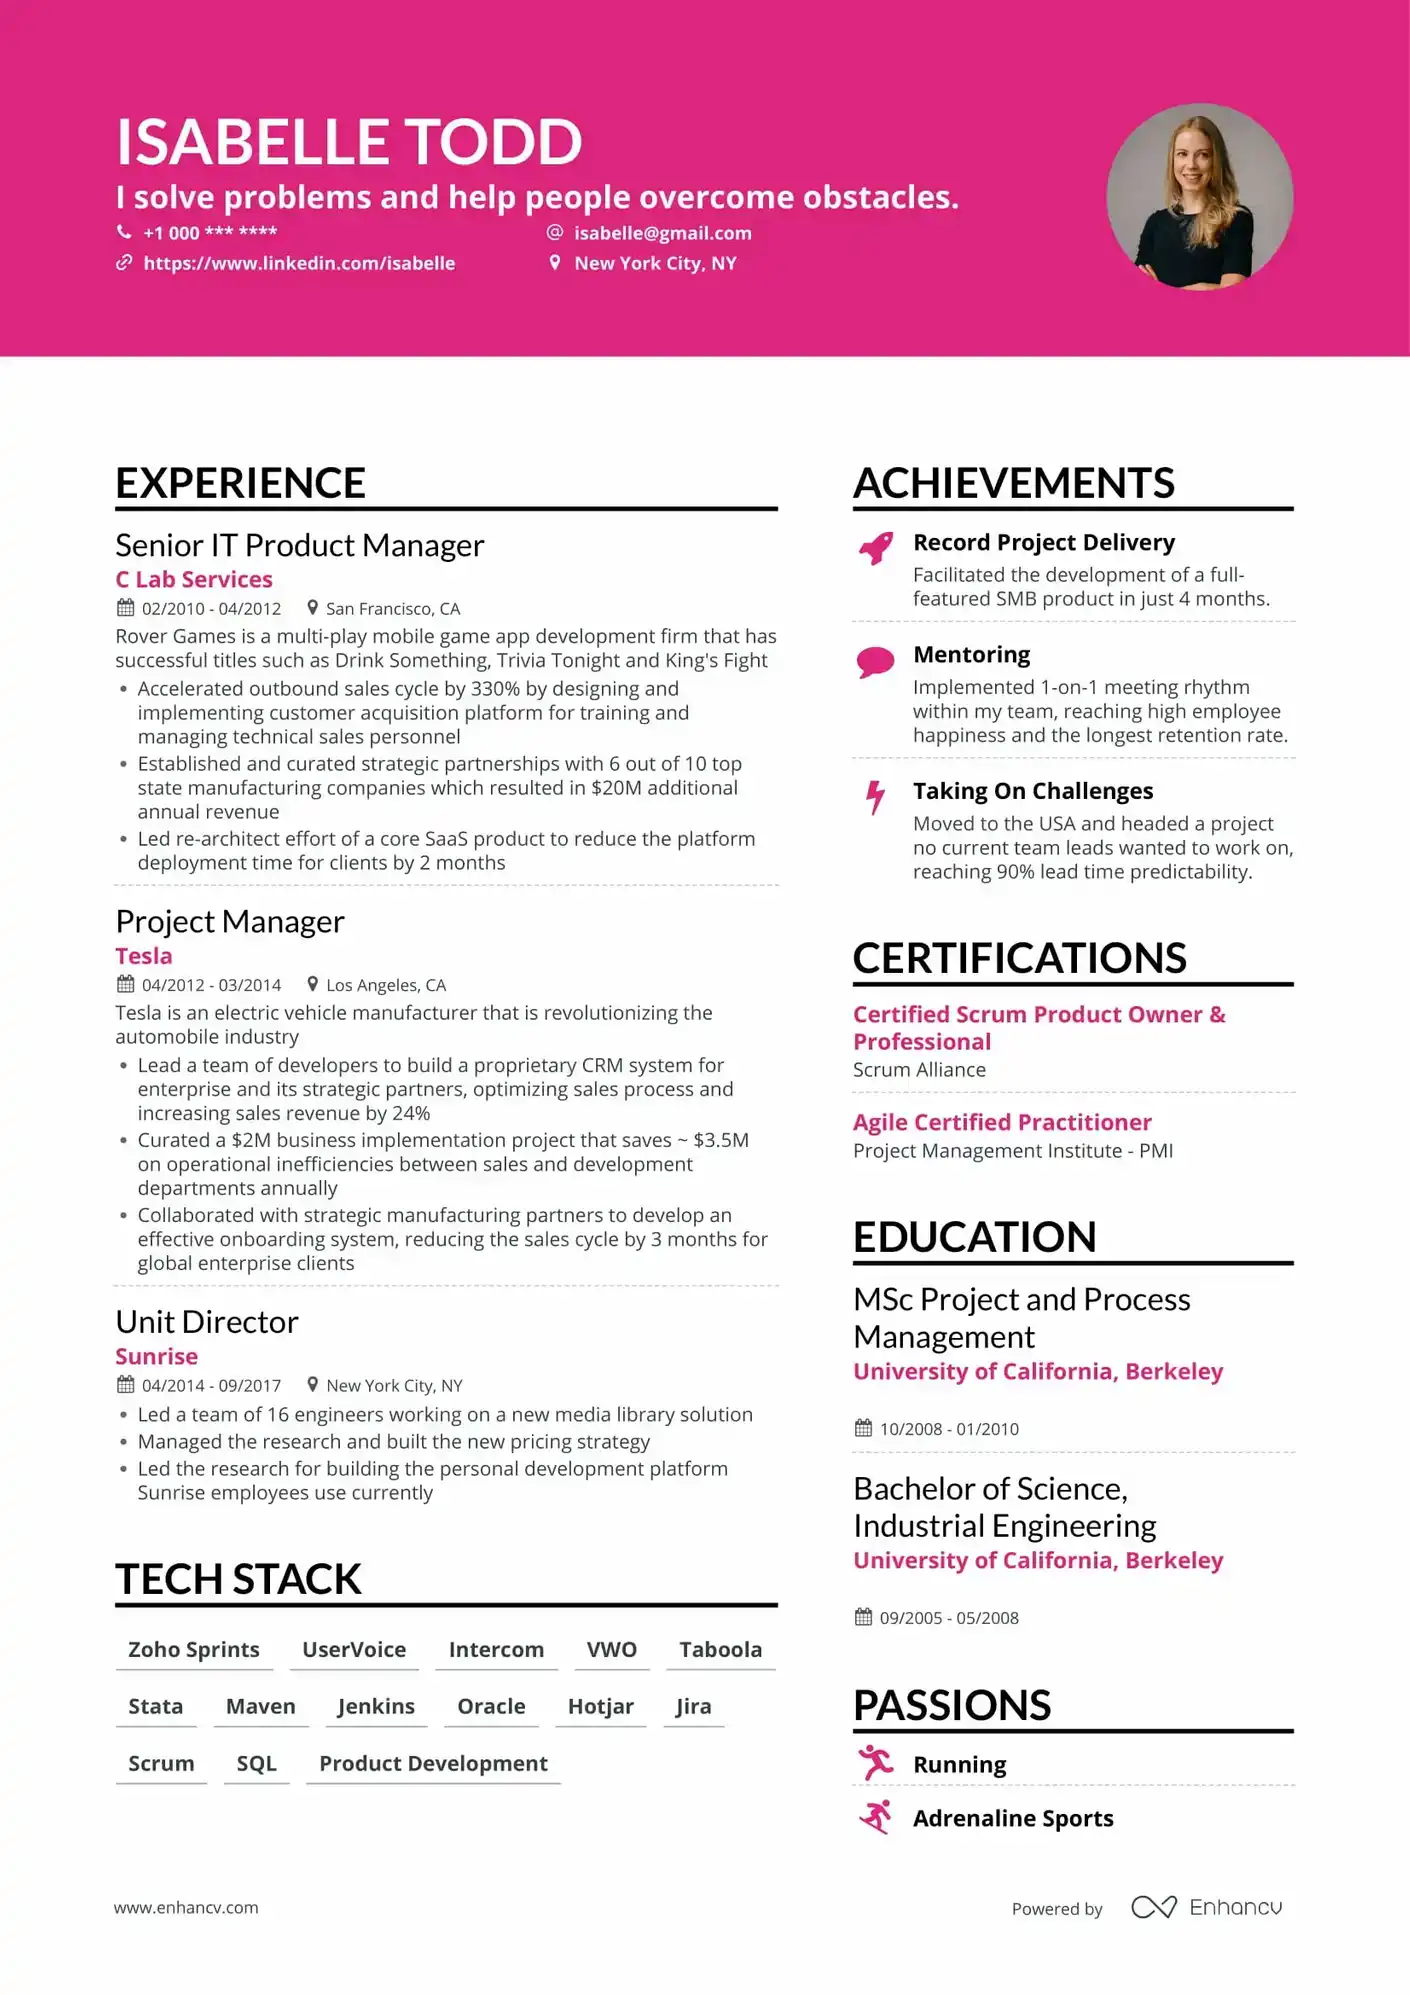 ISABELLE TODD
I solve problems and help people overcome obstacles.
+1 000 *** ****
@ isabelle@gmail.com
https://www.linkedin.com/isabelle
New York City, NY
EXPERIENCE
Senior IT Product Manager
C Lab Services
02/2010 - 04/2012 San Francisco, CA
Rover Games is a multi-play mobile game app development firm that has
successful titles such as Drink Something, Trivia Tonight and King's Fight
• Accelerated outbound sales cycle by 330% by designing and
implementing customer acquisition platform for training and
managing technical sales personnel
• Established and curated strategic partnerships with 6 out of 10 top
state manufacturing companies which resulted in $20M additional
annual revenue
• Led re-architect effort of a core SaaS product to reduce the platform
deployment time for clients by 2 months
Project Manager
Tesla
04/2012 - 03/2014 Los Angeles, CA
Tesla is an electric vehicle manufacturer that is revolutionizing the
automobile industry
• Lead a team of developers to build a proprietary CRM system for
enterprise and its strategic partners, optimizing sales process and
increasing sales revenue by 24%
• Curated a $2M business implementation project that saves ~ $3.5M
on operational inefficiencies between sales and development
departments annually
• Collaborated with strategic manufacturing partners to develop an
effective onboarding system, reducing the sales cycle by 3 months for
global enterprise clients
Unit Director
Sunrise
04/2014 - 09/2017 New York City, NY
• Led a team of 16 engineers working on a new media library solution
• Managed the research and built the new pricing strategy
• Led the research for building the personal development platform
Sunrise employees use currently
TECH STACK
Zoho Sprints UserVoice Intercom VWO Taboola
Stata Maven Jenkins Oracle Hotjar Jira
Scrum SQL Product Development
ACHIEVEMENTS
Record Project Delivery
Facilitated the development of a full-
featured SMB product in just 4 months.
Mentoring
Implemented 1-on-1 meeting rhythm
within my team, reaching high employee
happiness and the longest retention rate.
Taking On Challenges
Moved to the USA and headed a project
no current team leads wanted to work on,
reaching 90% lead time predictability.
CERTIFICATIONS
Certified Scrum Product Owner &
Professional
Scrum Alliance
Agile Certified Practitioner
Project Management Institute - PMI
EDUCATION
MSc Project and Process
Management
University of California, Berkeley
10/2008 - 01/2010
Bachelor of Science,
Industrial Engineering
University of California, Berkeley
09/2005 - 05/2008
PASSIONS
Running
Adrenaline Sports
www.enhancv.com
Powered by Enhancv